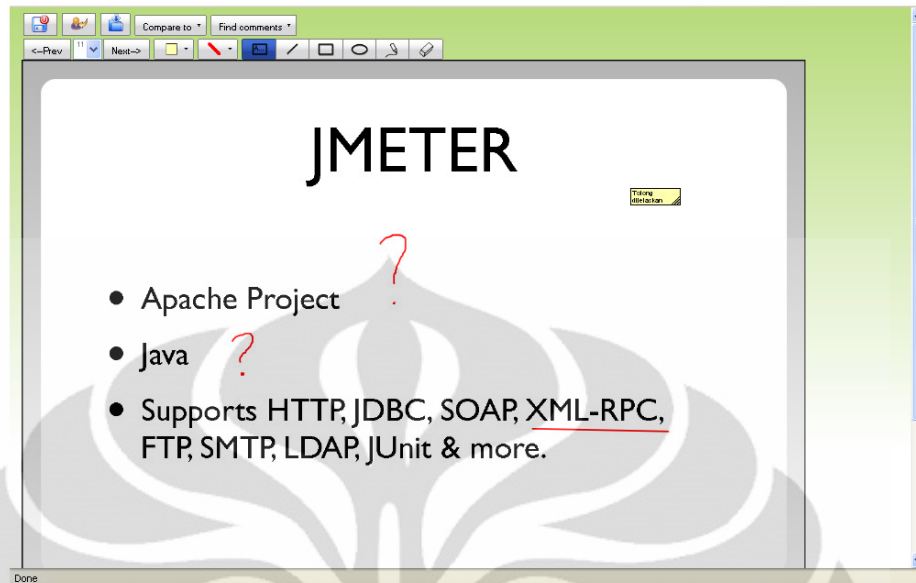 Compare to
Find comments
<--Prev
11
Next-->
JMETER
Tolong
dijelaskan
?
• Apache Project
• Java ?
• Supports HTTP, JDBC, SOAP, XML-RPC,
FTP, SMTP, LDAP, JUnit & more.
Done